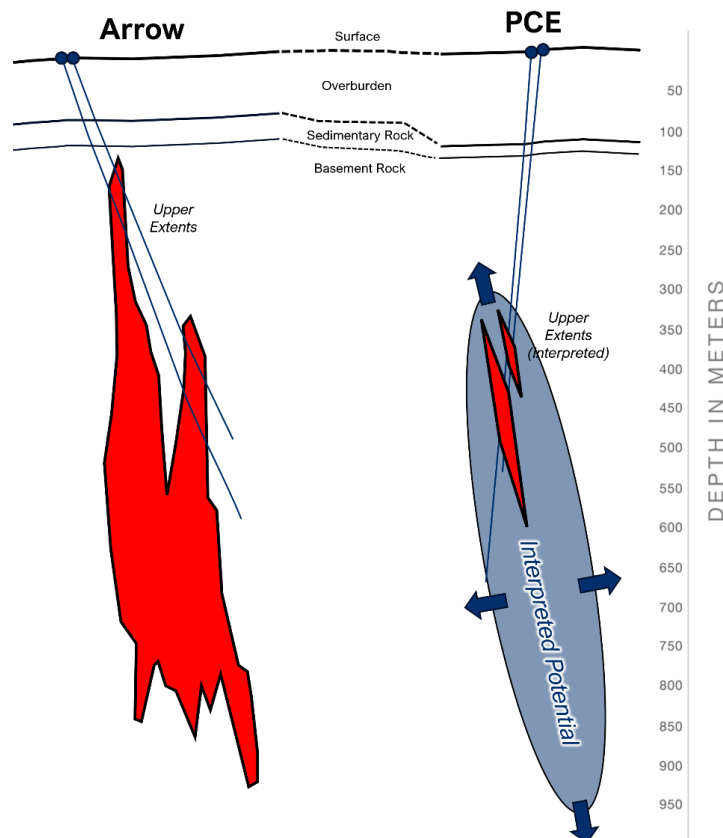 Arrow
PCE
Surface
Overburden
Sedimentary Rock
Basement Rock
Upper
Extents
Upper
Extents
(Interpreted)
Interpreted Potential
50
100
150
200
250
300
350
400
450
500
550
600
650
700
750
800
850
900
950
DEPTH IN METERS